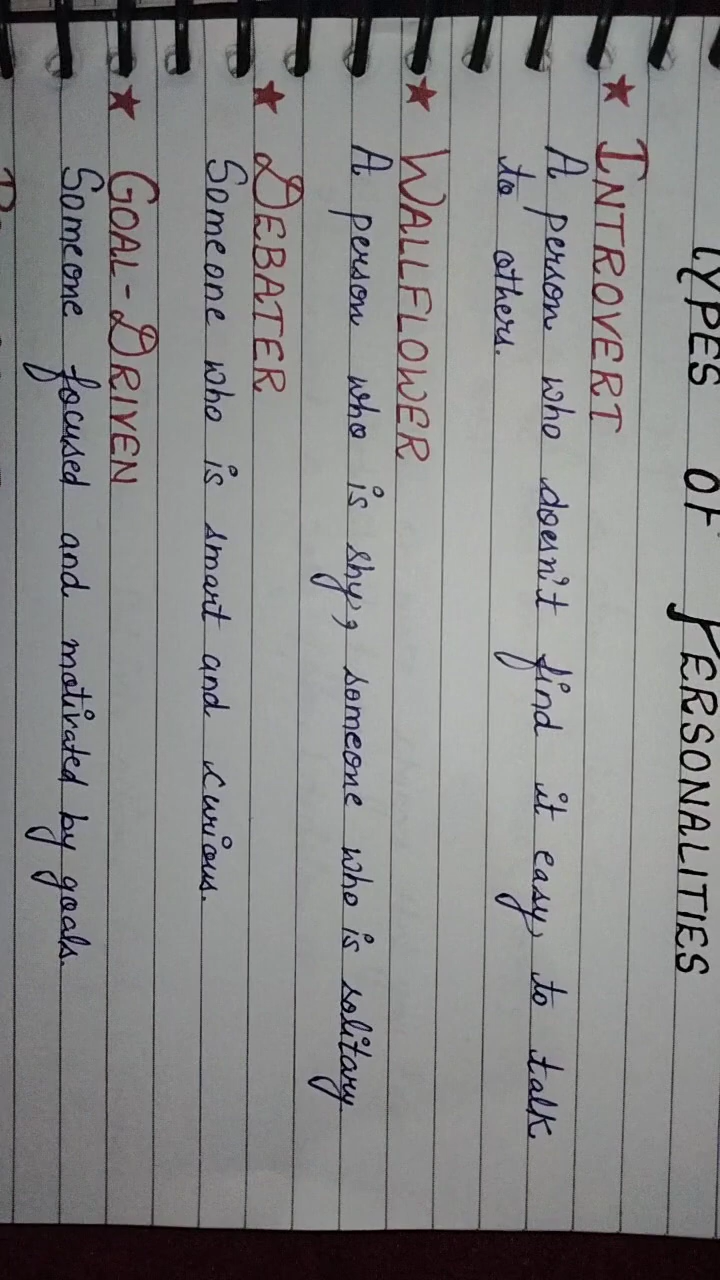 TYPES OF PERSONALITIES
★ INTROVERT
A person who doesn't find it easy, to talk
to others.
★ WALLFLOWER
A person who is shy, someone who is solitary
★ DEBATER
Someone who is smart and curious.
★ GOAL-DRIVEN
Someone focused and motivated by goals.